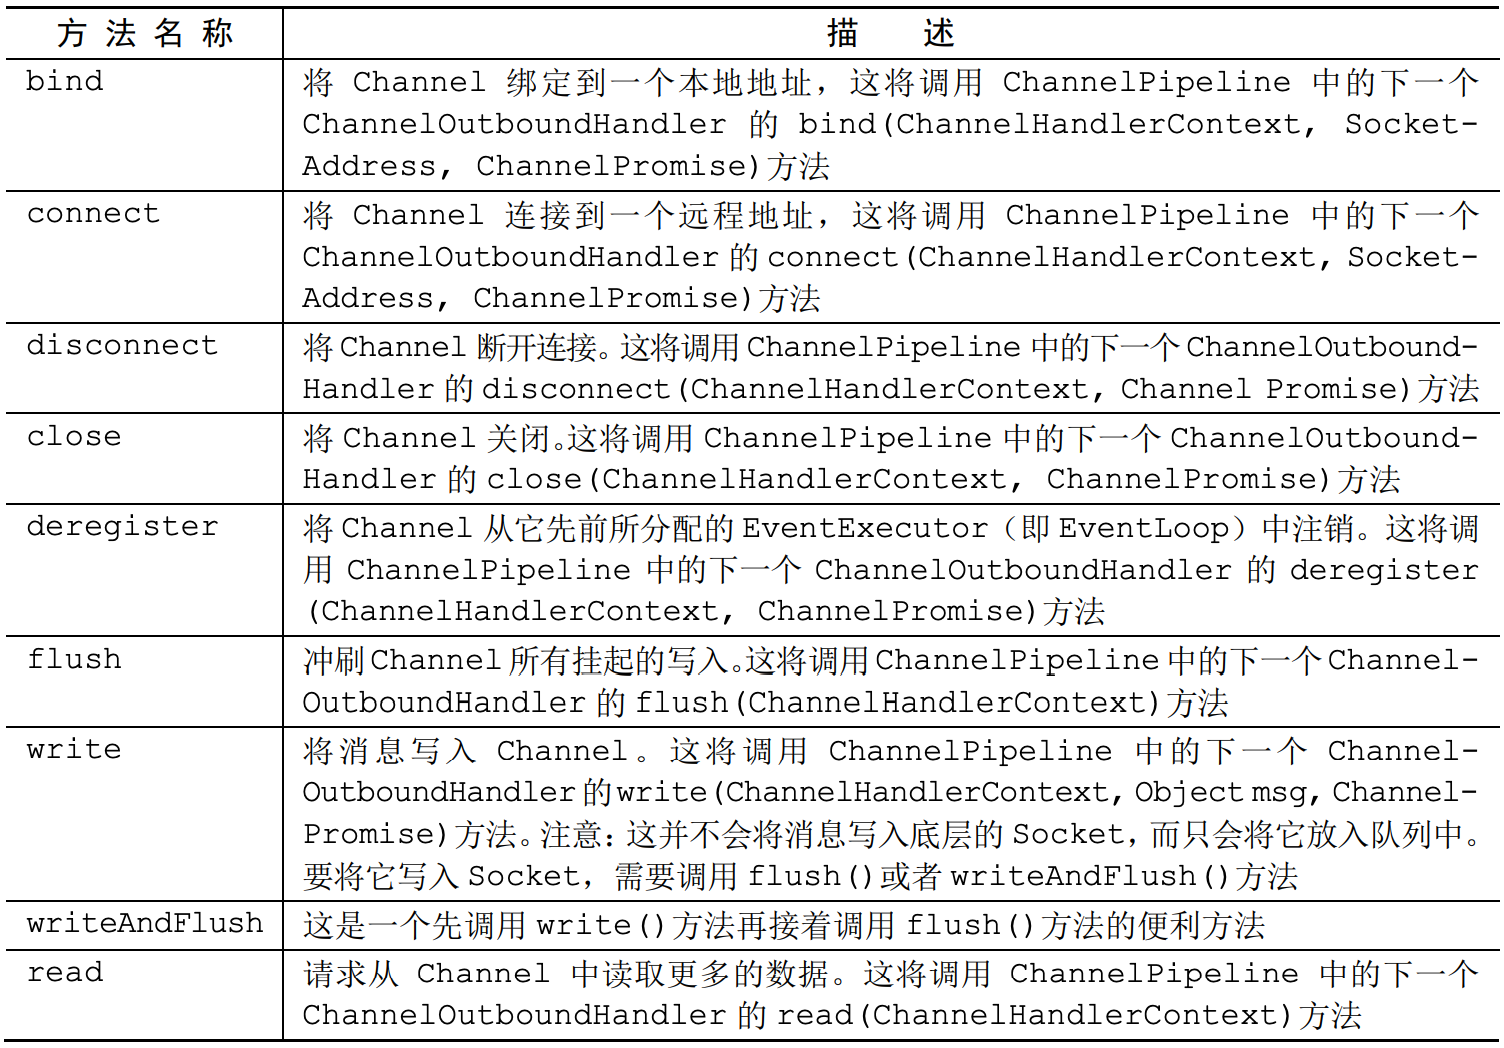 方 法 名 称 描 述
bind 将 Channel 绑定到一个本地地址，这将调用 ChannelPipeline 中的下一个
ChannelOutboundHandler 的 bind(ChannelHandlerContext, Socket-
Address, ChannelPromise)方法
connect 将 Channel 连接到一个远程地址，这将调用 ChannelPipeline 中的下一个
ChannelOutboundHandler 的 connect(ChannelHandlerContext, Socket-
Address, ChannelPromise)方法
disconnect 将 Channel 断开连接。这将调用 ChannelPipeline 中的下一个 ChannelOutbound-
Handler 的 disconnect(ChannelHandlerContext, Channel Promise)方法
close 将 Channel 关闭。这将调用 ChannelPipeline 中的下一个 ChannelOutbound-
Handler 的 close(ChannelHandlerContext, ChannelPromise)方法
deregister 将 Channel 从它先前所分配的 EventExecutor（即 EventLoop）中注销。这将调
用 ChannelPipeline 中的下一个 ChannelOutboundHandler 的 deregister
(ChannelHandlerContext, ChannelPromise)方法
flush 冲刷 Channel 所有挂起的写入。这将调用 ChannelPipeline 中的下一个 Channel-
OutboundHandler 的 flush(ChannelHandlerContext)方法
write 将消息写入 Channel。这将调用 ChannelPipeline 中的下一个 Channel-
OutboundHandler 的 write(ChannelHandlerContext, Object msg, Channel-
Promise)方法。注意：这并不会将消息写入底层的 Socket，而只会将它放入队列中。
要将它写入 Socket，需要调用 flush()或者 writeAndFlush()方法
writeAndFlush 这是一个先调用 write()方法再接着调用 flush()方法的便利方法
read 请求从 Channel 中读取更多的数据。这将调用 ChannelPipeline 中的下一个
ChannelOutboundHandler 的 read(ChannelHandlerContext)方法